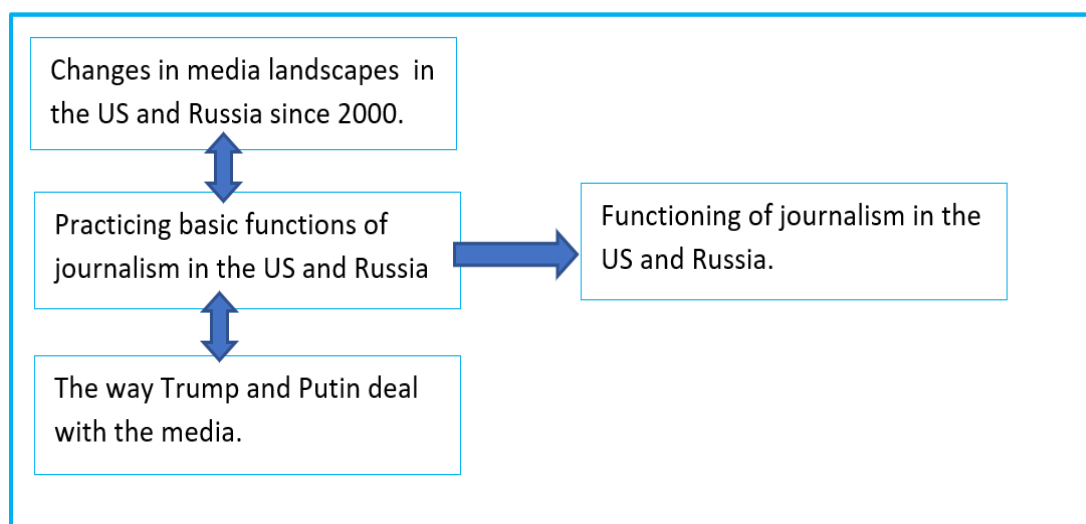 Changes in media landscapes in
the US and Russia since 2000.
Practicing basic functions of
journalism in the US and Russia
Functioning of journalism in the
US and Russia.
The way Trump and Putin deal
with the media.